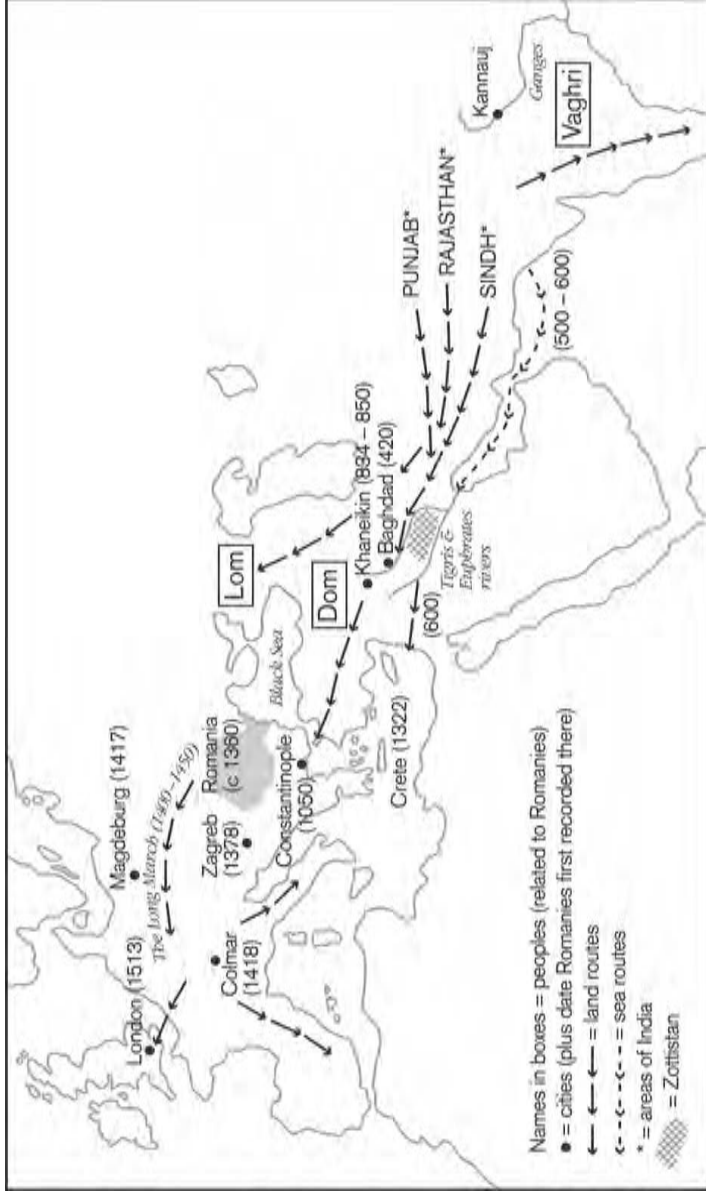 London (1513)
Magdeburg (1417)
The Long March (1400–1450)
Colmar
(1418)
Zagreb
(1378)
Romania
(c 1360)
Constantinople
(1050)
Black Sea
Crete (1322)
Lom
Dom
Khaneikin (834 – 850)
Baghdad (420)
(600)
Tigris &
Euphrates
rivers
PUNJAB*
RAJASTHAN*
SINDH*
(500 – 600)
Kannauj
Ganges
Vaghri
Names in boxes = peoples (related to Romanies)
• = cities (plus date Romanies first recorded there)
= land routes
= sea routes
* = areas of India
= Zottistan